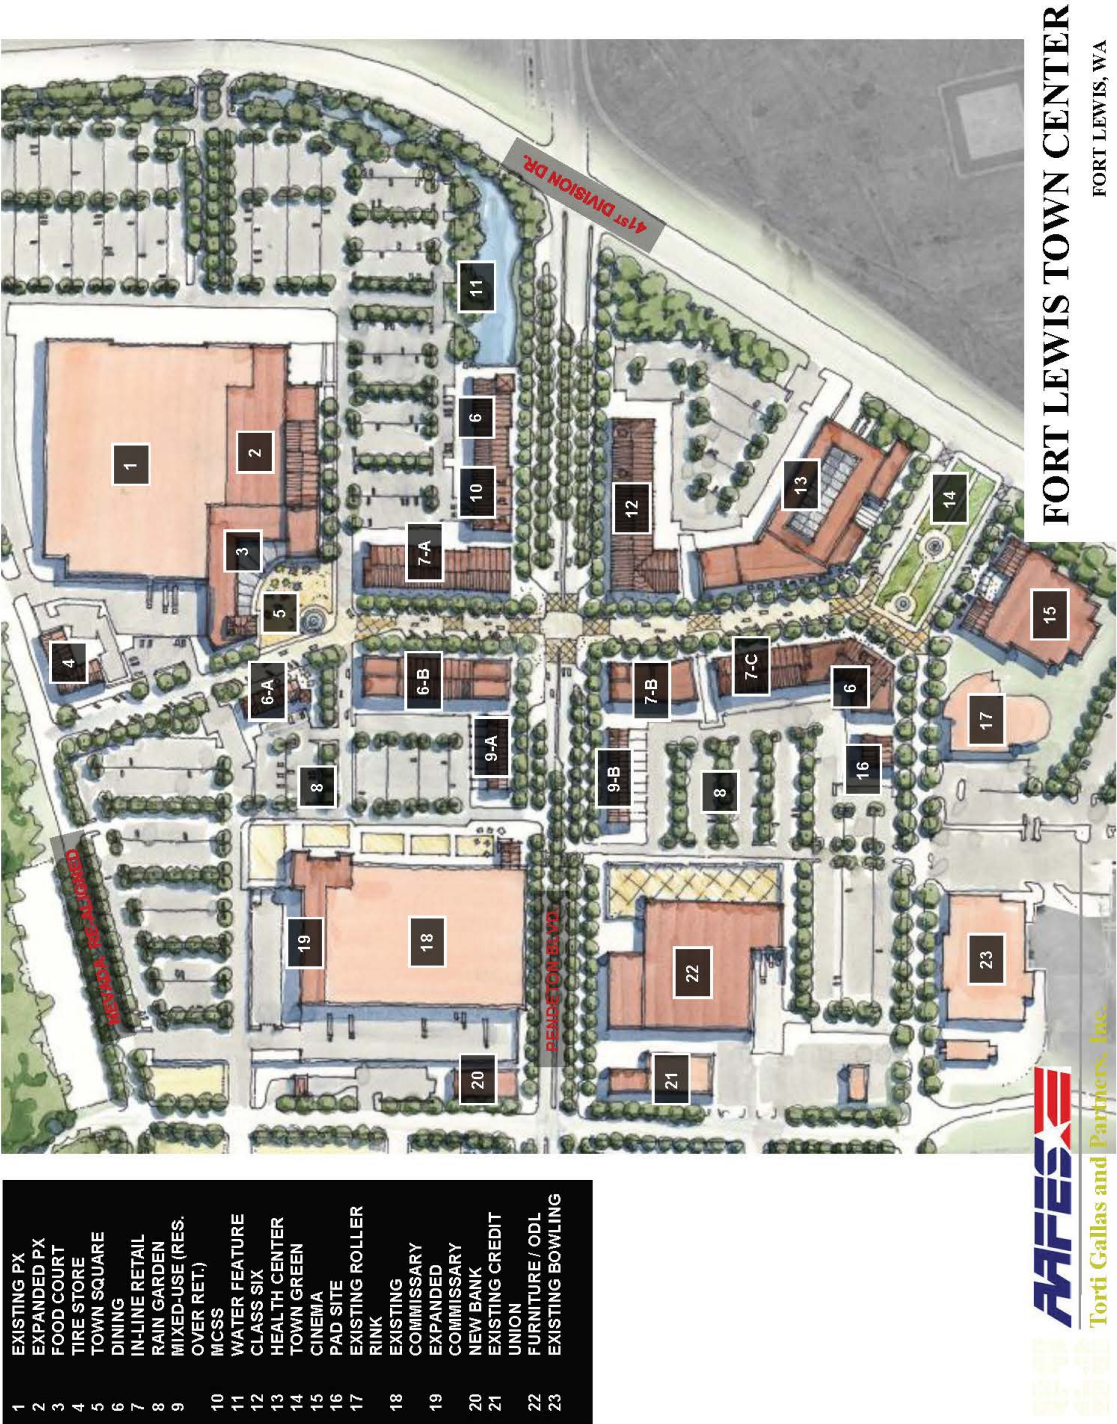 FORT LEWIS TOWN CENTER
FORT LEWIS, WA
1 EXISTING PX
2 EXPANDED PX
3 FOOD COURT
4 TIRE STORE
5 TOWN SQUARE
6 DINING
7 IN-LINE RETAIL
8 RAIN GARDEN
9 MIXED-USE (RES.
OVER RET.)
10 MCSS
11 WATER FEATURE
12 CLASS SIX
13 HEALTH CENTER
14 TOWN GREEN
15 CINEMA
16 PAD SITE
17 EXISTING ROLLER
RINK
18 EXISTING
COMMISSARY
19 EXPANDED
COMMISSARY
20 NEW BANK
21 EXISTING CREDIT
UNION
22 FURNITURE / ODL
23 EXISTING BOWLING
NEVADA RE-ALIGNED
PENDETON BLVD.
41ST DIVISION DR.
1
2
3
4
5
6-A
6-B
7-A
8
9-A
10
6
11
12
13
14
15
7-B
7-C
6
9-B
8
16
17
18
19
20
21
22
23
AAFES
Torti Gallas and Partners, Inc.